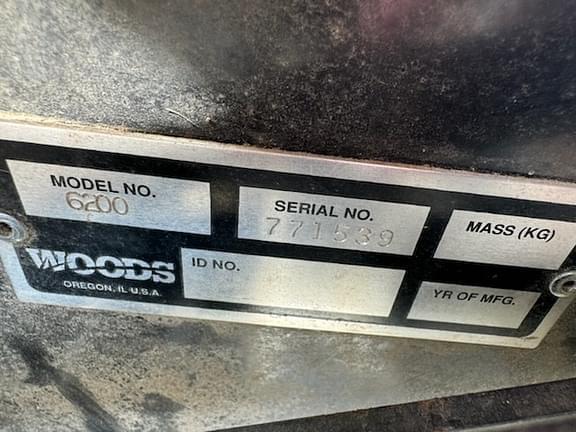 MODEL NO.
6200
SERIAL NO.
771539
MASS (KG)
WOODS
OREGON, IL U.S.A.
ID NO.
YR OF MFG.